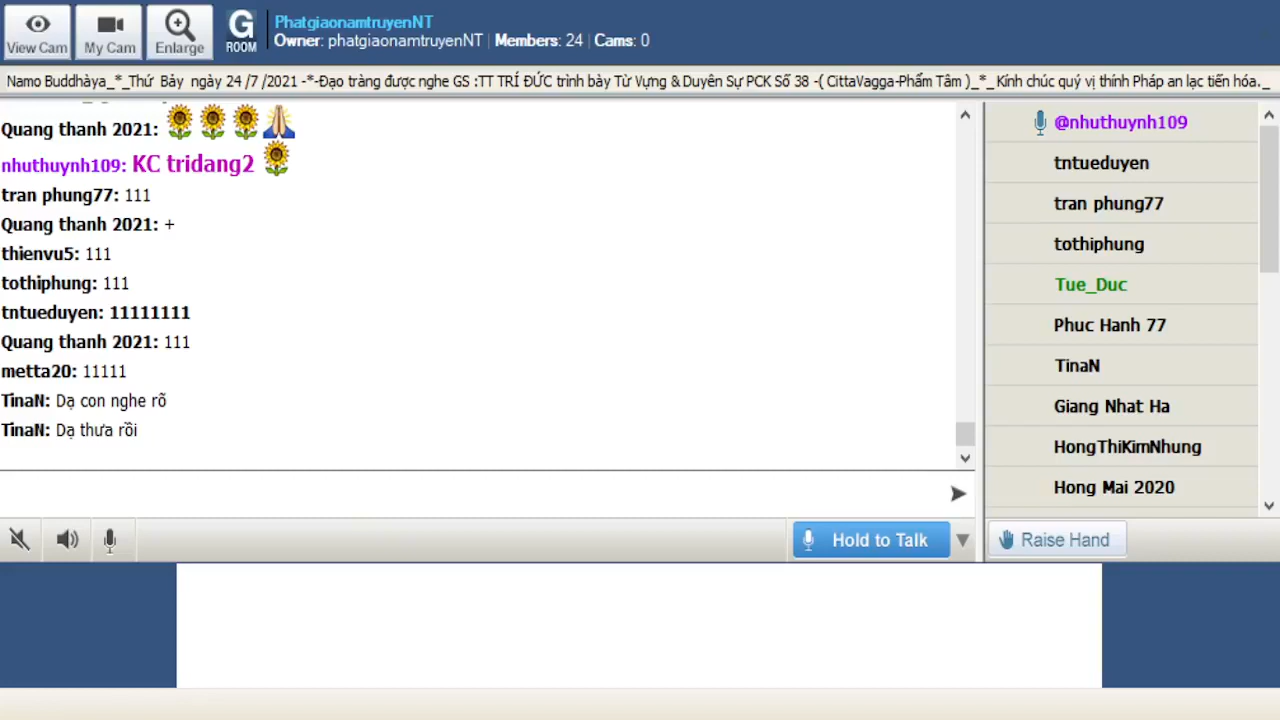 PhatgiaonamtruyenNT
Owner: phatgiaonamtruyenNT | Members: 24 | Cams: 0
View Cam
My Cam
Enlarge
G
ROOM
Namo Buddhàya_*_Thứ Bảy ngày 24 /7 /2021 -*-Đạo tràng được nghe GS :TT TRÍ ĐỨC trình bày Từ Vựng & Duyên Sự PCK Số 38 -( CittaVagga-Phẩm Tâm )_*_Kính chúc quý vị thính Pháp an lạc tiến hóa._
Quang thanh 2021:
nhuthuynh109: KC tridang2
tran phung77: 111
Quang thanh 2021: +
thienvu5: 111
tothiphung: 111
tntueduyen: 11111111
Quang thanh 2021: 111
metta20: 11111
TinaN: Dạ con nghe rõ
TinaN: Dạ thưa rồi
@nhuthuynh109
tntueduyen
tran phung77
tothiphung
Tue_Duc
Phuc Hanh 77
TinaN
Giang Nhat Ha
HongThiKimNhung
Hong Mai 2020
Hold to Talk
Raise Hand